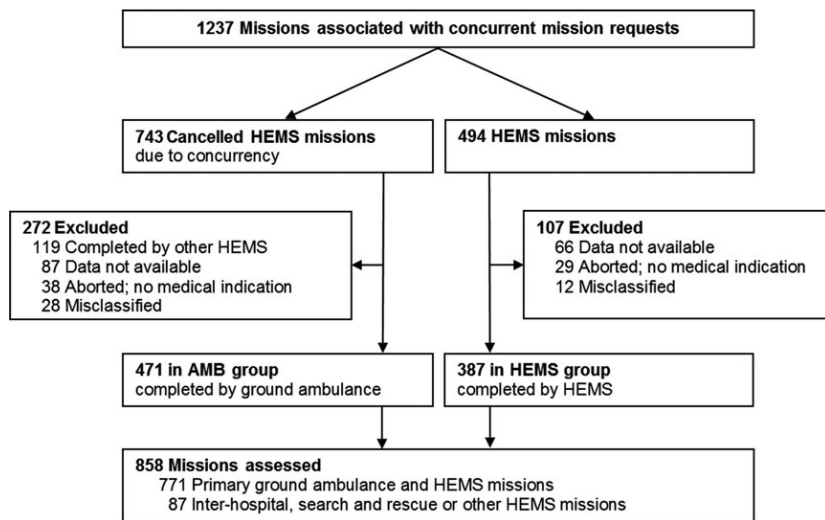 1237 Missions associated with concurrent mission requests
743 Cancelled HEMS missions
due to concurrency
494 HEMS missions
272 Excluded
119 Completed by other HEMS
87 Data not available
38 Aborted; no medical indication
28 Misclassified
107 Excluded
66 Data not available
29 Aborted; no medical indication
12 Misclassified
471 in AMB group
completed by ground ambulance
387 in HEMS group
completed by HEMS
858 Missions assessed
771 Primary ground ambulance and HEMS missions
87 Inter-hospital, search and rescue or other HEMS missions